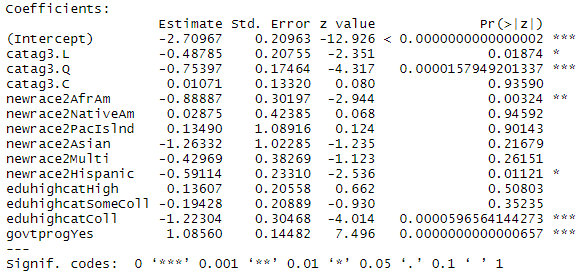 Coefficients:
Estimate Std. Error z value Pr(>|z|)
(Intercept) -2.70967 0.20963 -12.926 < 0.0000000000000002 ***
catag3.L -0.48785 0.20755 -2.351 0.01874 *
catag3.Q -0.75397 0.17464 -4.317 0.0000157949201337 ***
catag3.C 0.01071 0.13320 0.080 0.93590
newrace2AfrAm -0.88887 0.30197 -2.944 0.00324 **
newrace2NativeAm 0.02875 0.42385 0.068 0.94592
newrace2PacIslnd 0.13490 1.08916 0.124 0.90143
newrace2Asian -1.26332 1.02285 -1.235 0.21679
newrace2Multi -0.42969 0.38269 -1.123 0.26151
newrace2Hispanic -0.59114 0.23310 -2.536 0.01121 *
eduhighcatHigh 0.13607 0.20558 0.662 0.50803
eduhighcatSomeColl -0.19428 0.20889 -0.930 0.35235
eduhighcatColl -1.22304 0.30468 -4.014 0.0000596564144273 ***
govtprogYes 1.08560 0.14482 7.496 0.0000000000000657 ***
---
Signif. codes: 0 ‘***’ 0.001 ‘**’ 0.01 ‘*’ 0.05 ‘.’ 0.1 ‘ ’ 1